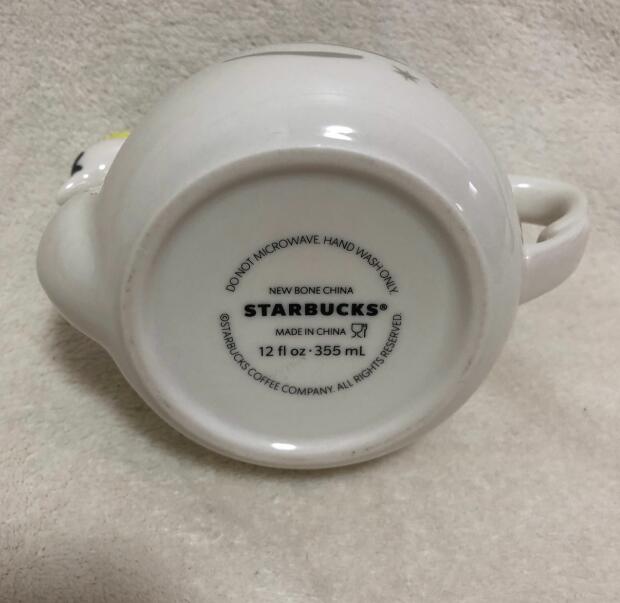 DO NOT MICROWAVE. HAND WASH ONLY.
NEW BONE CHINA
STARBUCKS®
MADE IN CHINA
12 fl oz · 355 mL
©STARBUCKS COFFEE COMPANY. ALL RIGHTS RESERVED.